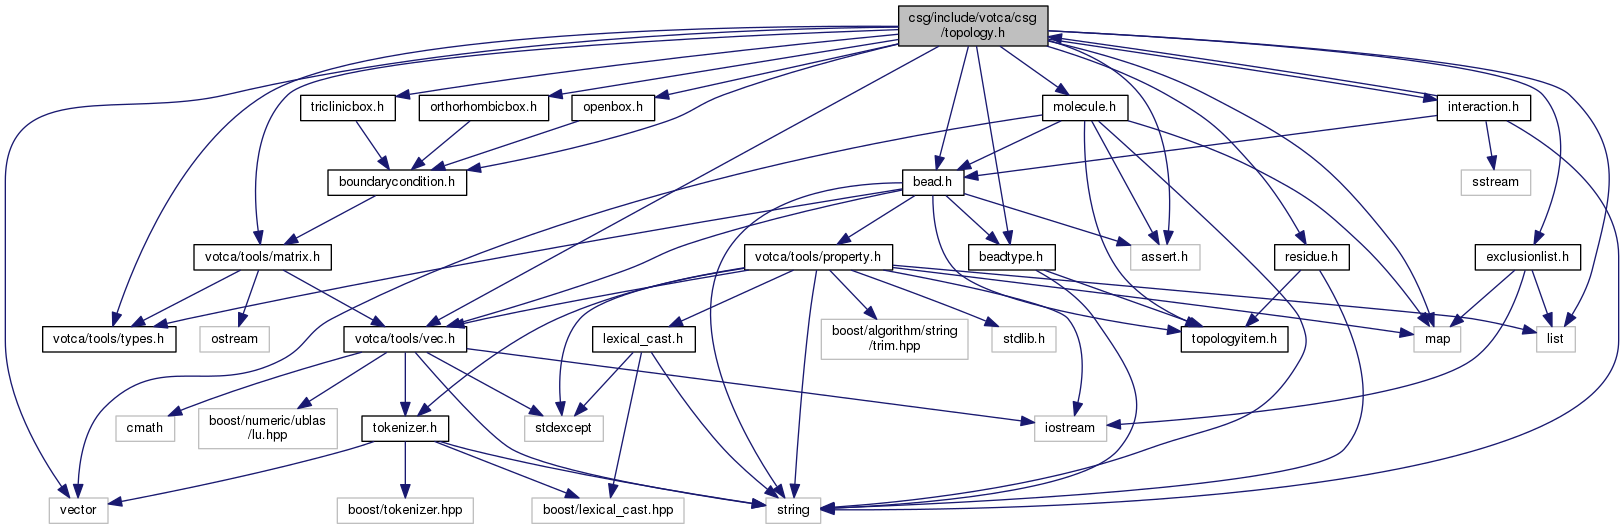 csg/include/votca/csg
/topology.h
triclinicbox.h
orthorhombicbox.h
openbox.h
molecule.h
interaction.h
boundarycondition.h
bead.h
sstream
votca/tools/matrix.h
votca/tools/property.h
beadtype.h
assert.h
residue.h
exclusionlist.h
votca/tools/types.h
ostream
votca/tools/vec.h
lexical_cast.h
boost/algorithm/string
/trim.hpp
stdlib.h
topologyitem.h
map
list
cmath
boost/numeric/ublas
/lu.hpp
tokenizer.h
stdexcept
iostream
vector
boost/tokenizer.hpp
boost/lexical_cast.hpp
string